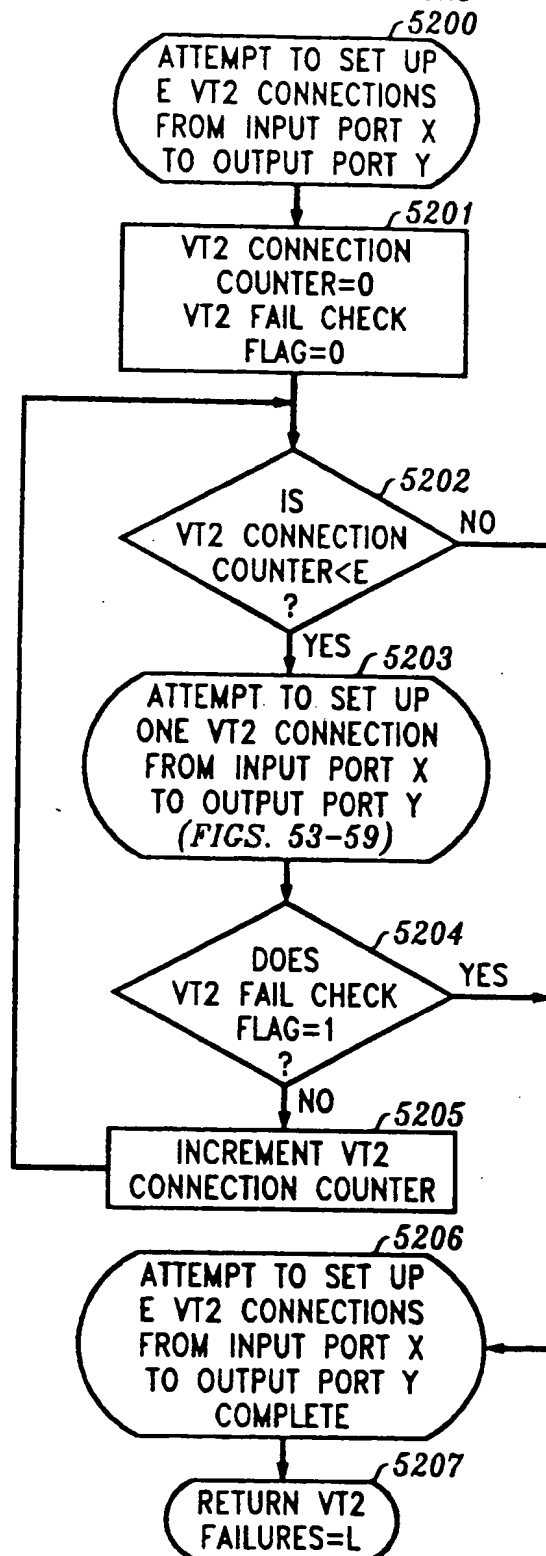 5200
ATTEMPT TO SET UP
E VT2 CONNECTIONS
FROM INPUT PORT X
TO OUTPUT PORT Y
5201
VT2 CONNECTION
COUNTER=0
VT2 FAIL CHECK
FLAG=0
5202
IS
VT2 CONNECTION
COUNTER<E
?
NO
YES
5203
ATTEMPT TO SET UP
ONE VT2 CONNECTION
FROM INPUT PORT X
TO OUTPUT PORT Y
(FIGS. 53-59)
5204
DOES
VT2 FAIL CHECK
FLAG=1
?
YES
NO
5205
INCREMENT VT2
CONNECTION COUNTER
5206
ATTEMPT TO SET UP
E VT2 CONNECTIONS
FROM INPUT PORT X
TO OUTPUT PORT Y
COMPLETE
5207
RETURN VT2
FAILURES=L